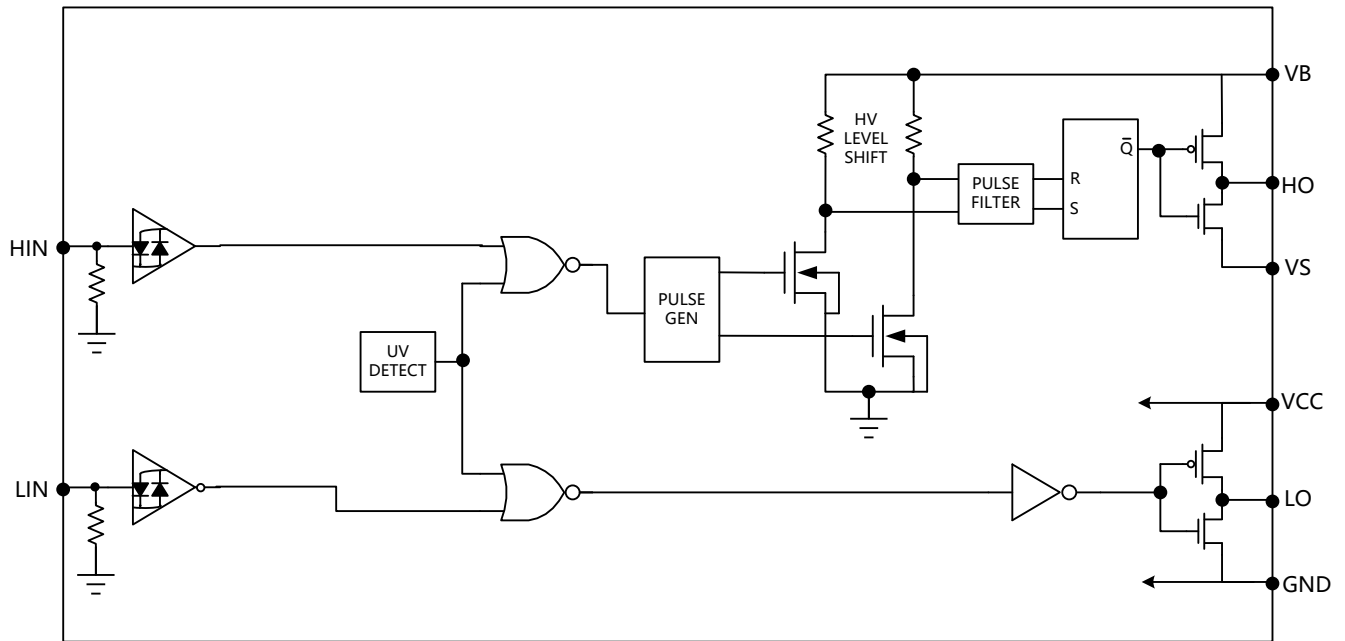 VB
HV
LEVEL
SHIFT
Q̅
PULSE
FILTER
R
S
HO
HIN
VS
PULSE
GEN
UV
DETECT
VCC
LIN
LO
GND